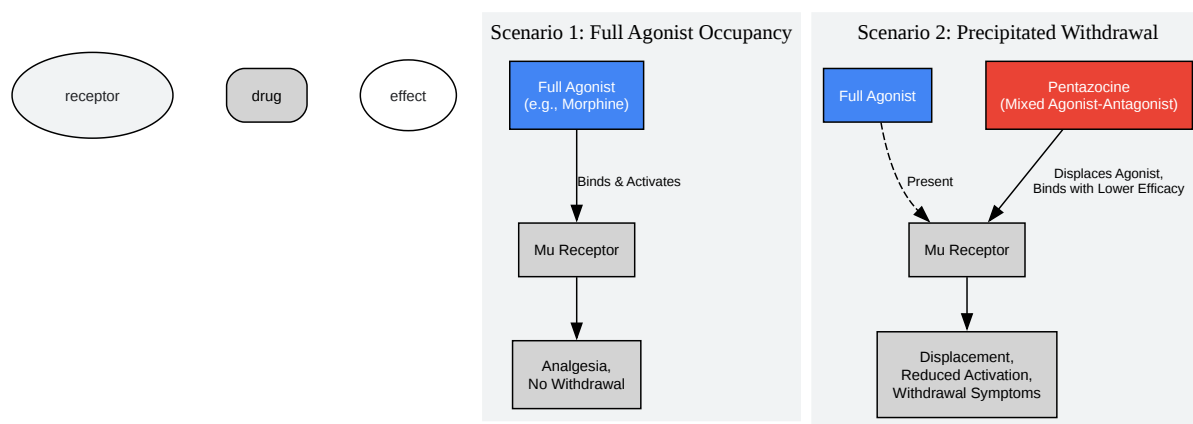 receptor
drug
effect
Scenario 1: Full Agonist Occupancy
Full Agonist
(e.g., Morphine)
Binds & Activates
Mu Receptor
Analgesia,
No Withdrawal
Scenario 2: Precipitated Withdrawal
Full Agonist
Pentazocine
(Mixed Agonist-Antagonist)
Present
Displaces Agonist,
Binds with Lower Efficacy
Mu Receptor
Displacement,
Reduced Activation,
Withdrawal Symptoms